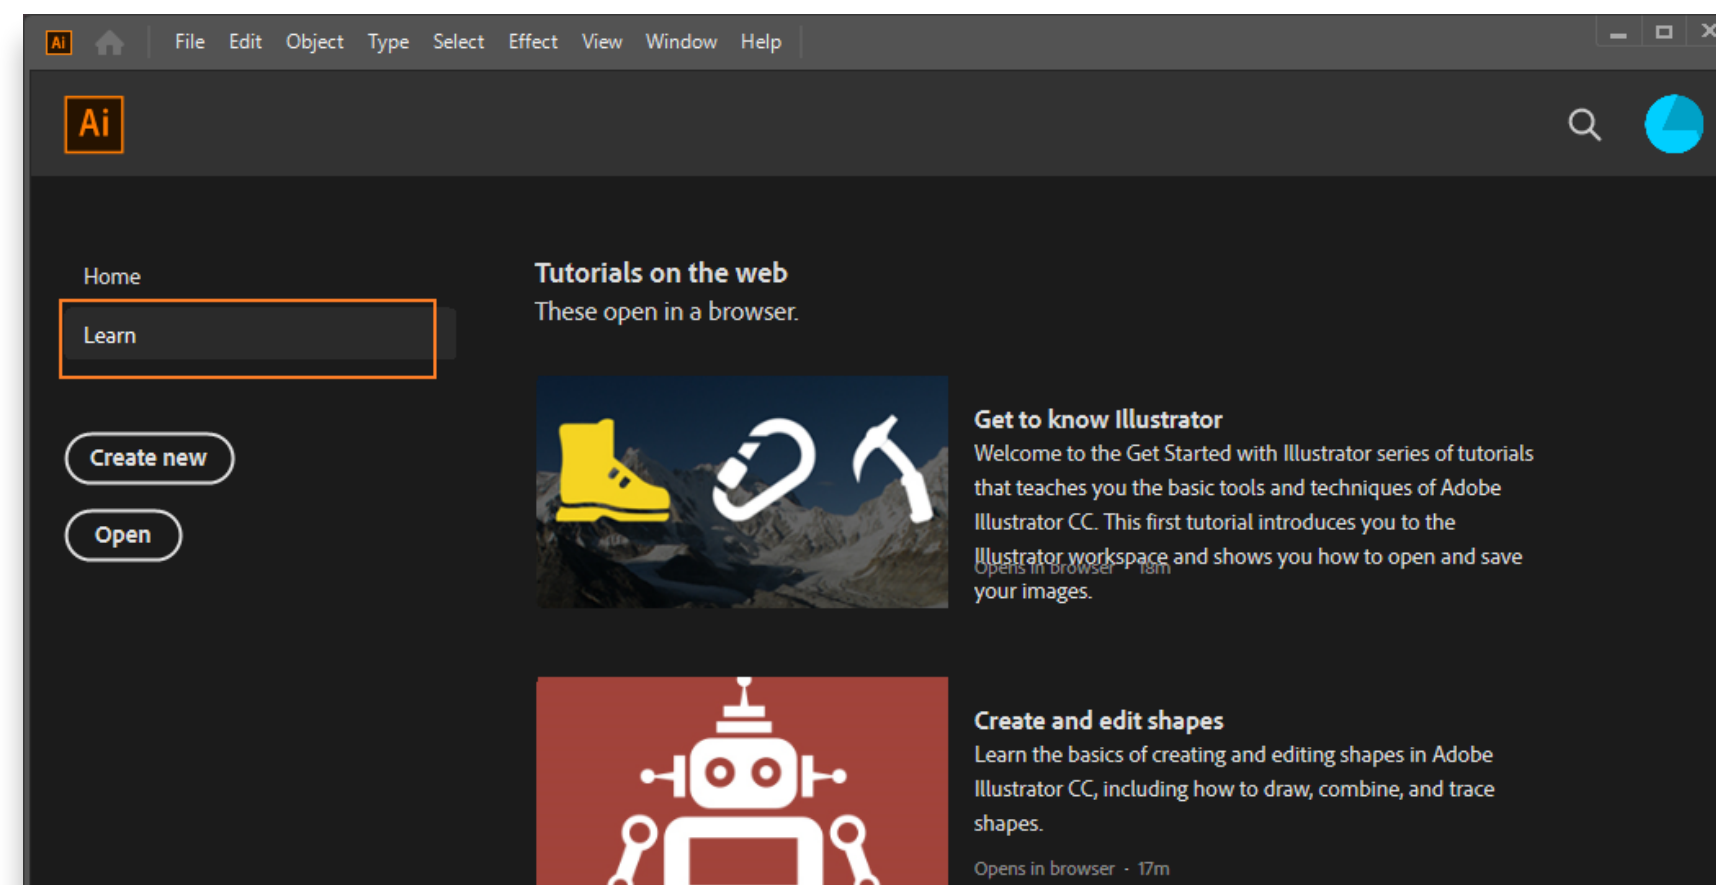 Ai File Edit Object Type Select Effect View Window Help
Ai
Home
Learn
Create new
Open
Tutorials on the web
These open in a browser.
Get to know Illustrator
Welcome to the Get Started with Illustrator series of tutorials
that teaches you the basic tools and techniques of Adobe
Illustrator CC. This first tutorial introduces you to the
Illustrator workspace and shows you how to open and save
Opens in browser · 18m
your images.
Create and edit shapes
Learn the basics of creating and editing shapes in Adobe
Illustrator CC, including how to draw, combine, and trace
shapes.
Opens in browser · 17m